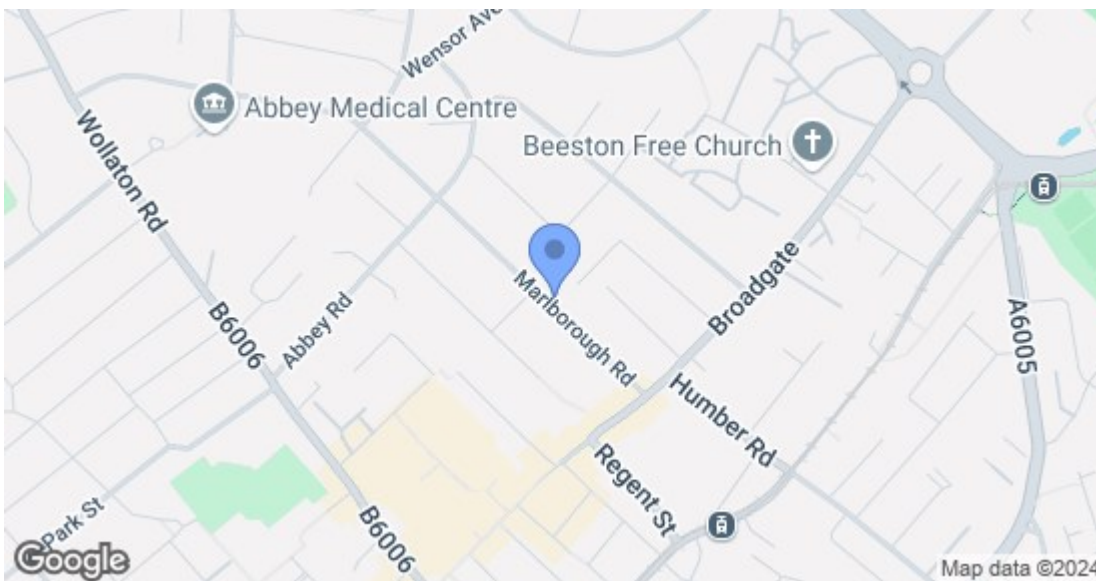 Wensor Ave
Abbey Medical Centre
Wollaton Rd
Beeston Free Church
Marlborough Rd
Broadgate
B6006
Abbey Rd
A6005
Humber Rd
Regent St
Park St
B6006
Google
Map data ©2024